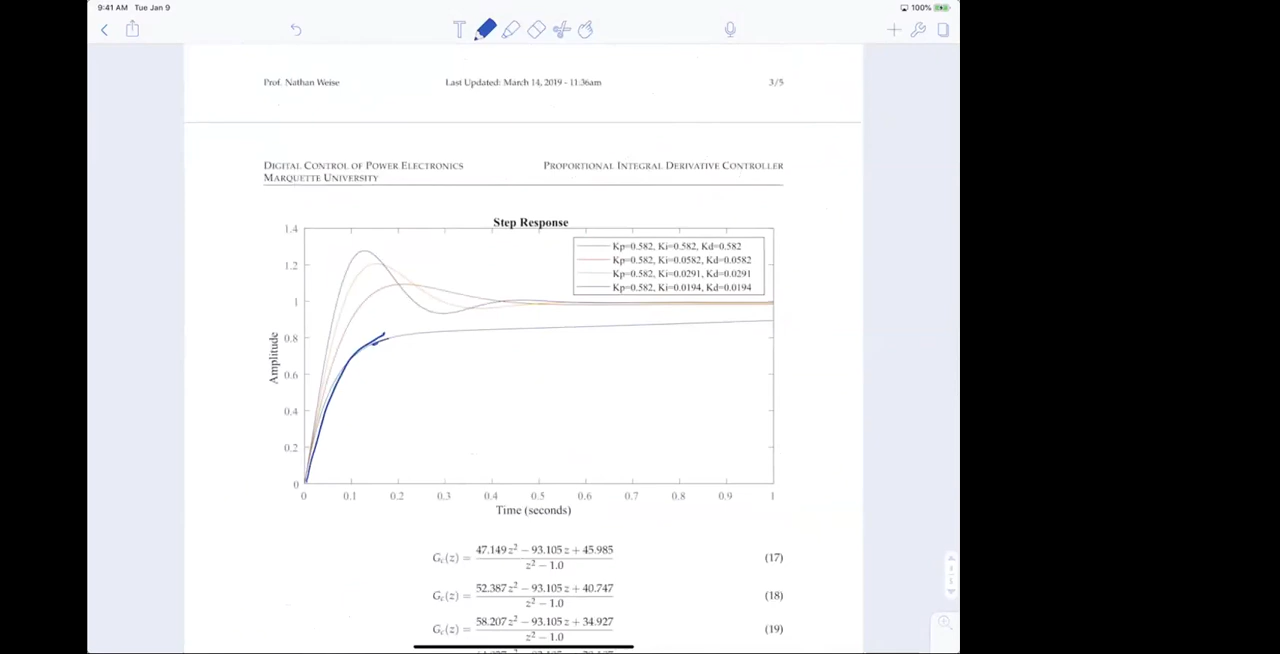 9:41 AM Tue Jan 9
100%
T
Prof. Nathan Weise Last Updated: March 14, 2019 - 11:36am 3/5
DIGITAL CONTROL OF POWER ELECTRONICS PROPORTIONAL INTEGRAL DERIVATIVE CONTROLLER
MARQUETTE UNIVERSITY
Step Response
1.4
Kp=0.582, Ki=0.582, Kd=0.582
Kp=0.582, Ki=0.0582, Kd=0.0582
1.2
Kp=0.582, Ki=0.0291, Kd=0.0291
Kp=0.582, Ki=0.0194, Kd=0.0194
1
0.8
Amplitude
0.6
0.4
0.2
0
0 0.1 0.2 0.3 0.4 0.5 0.6 0.7 0.8 0.9 1
Time (seconds)
G_c(z) = (47.149 z² − 93.105 z + 45.985) / (z² − 1.0) (17)
G_c(z) = (52.387 z² − 93.105 z + 40.747) / (z² − 1.0) (18)
G_c(z) = (58.207 z² − 93.105 z + 34.927) / (z² − 1.0) (19)